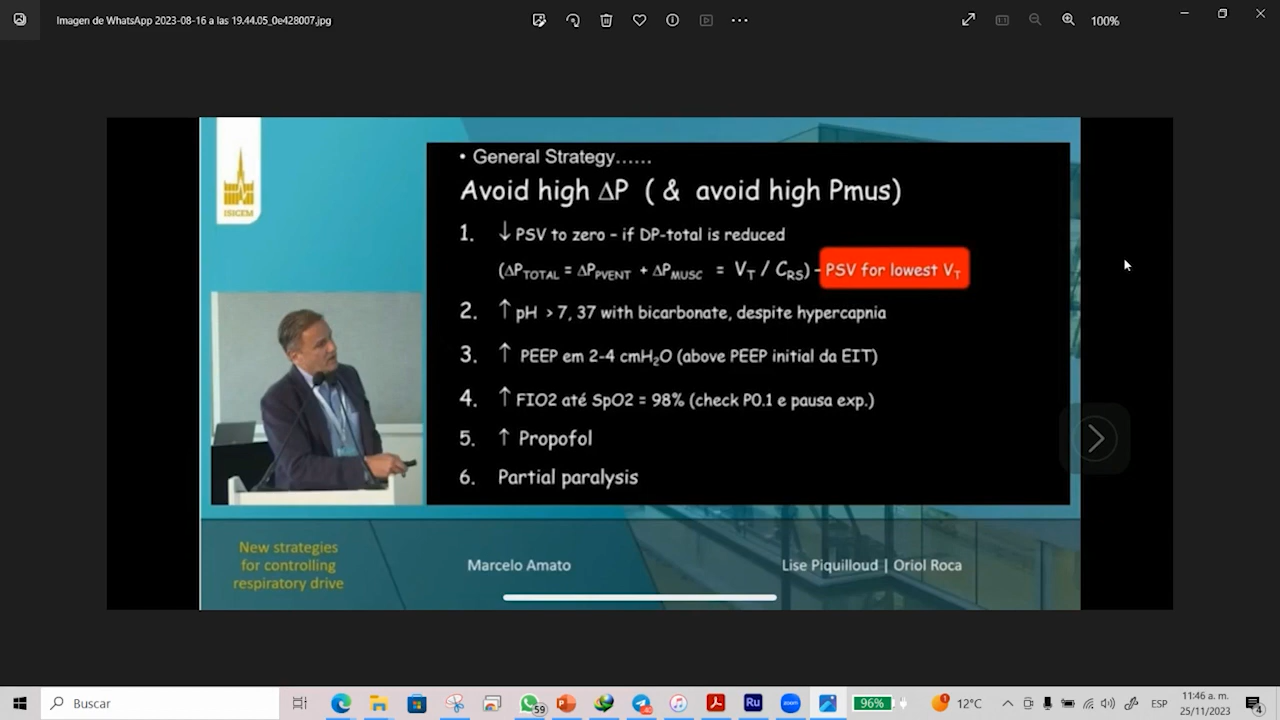 Imagen de WhatsApp 2023-08-16 a las 19.44.05_0e428007.jpg
100%
ISICEM
• General Strategy......
Avoid high ΔP ( & avoid high Pmus)
1. ↓ PSV to zero – if DP-total is reduced
(ΔPTOTAL = ΔPPVENT + ΔPMUSC = VT / CRS) – PSV for lowest VT
2. ↑ pH > 7, 37 with bicarbonate, despite hypercapnia
3. ↑ PEEP em 2-4 cmH2O (above PEEP initial da EIT)
4. ↑ FIO2 até SpO2 = 98% (check P0.1 e pausa exp.)
5. ↑ Propofol
6. Partial paralysis
New strategies
for controlling
respiratory drive
Marcelo Amato
Lise Piquilloud | Oriol Roca
Buscar
59
Ru
zoom
96%
12°C
ESP
11:46 a. m.
25/11/2023
4